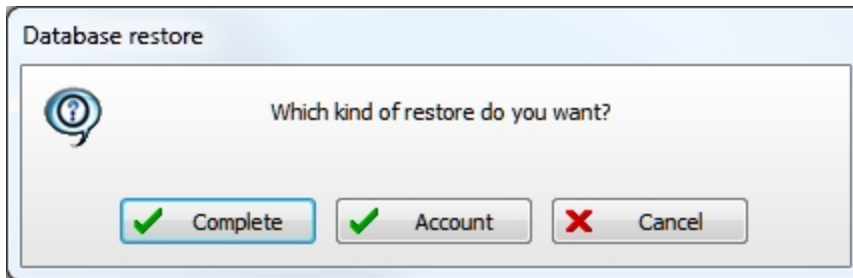 Database restore
Which kind of restore do you want?
Complete
Account
Cancel